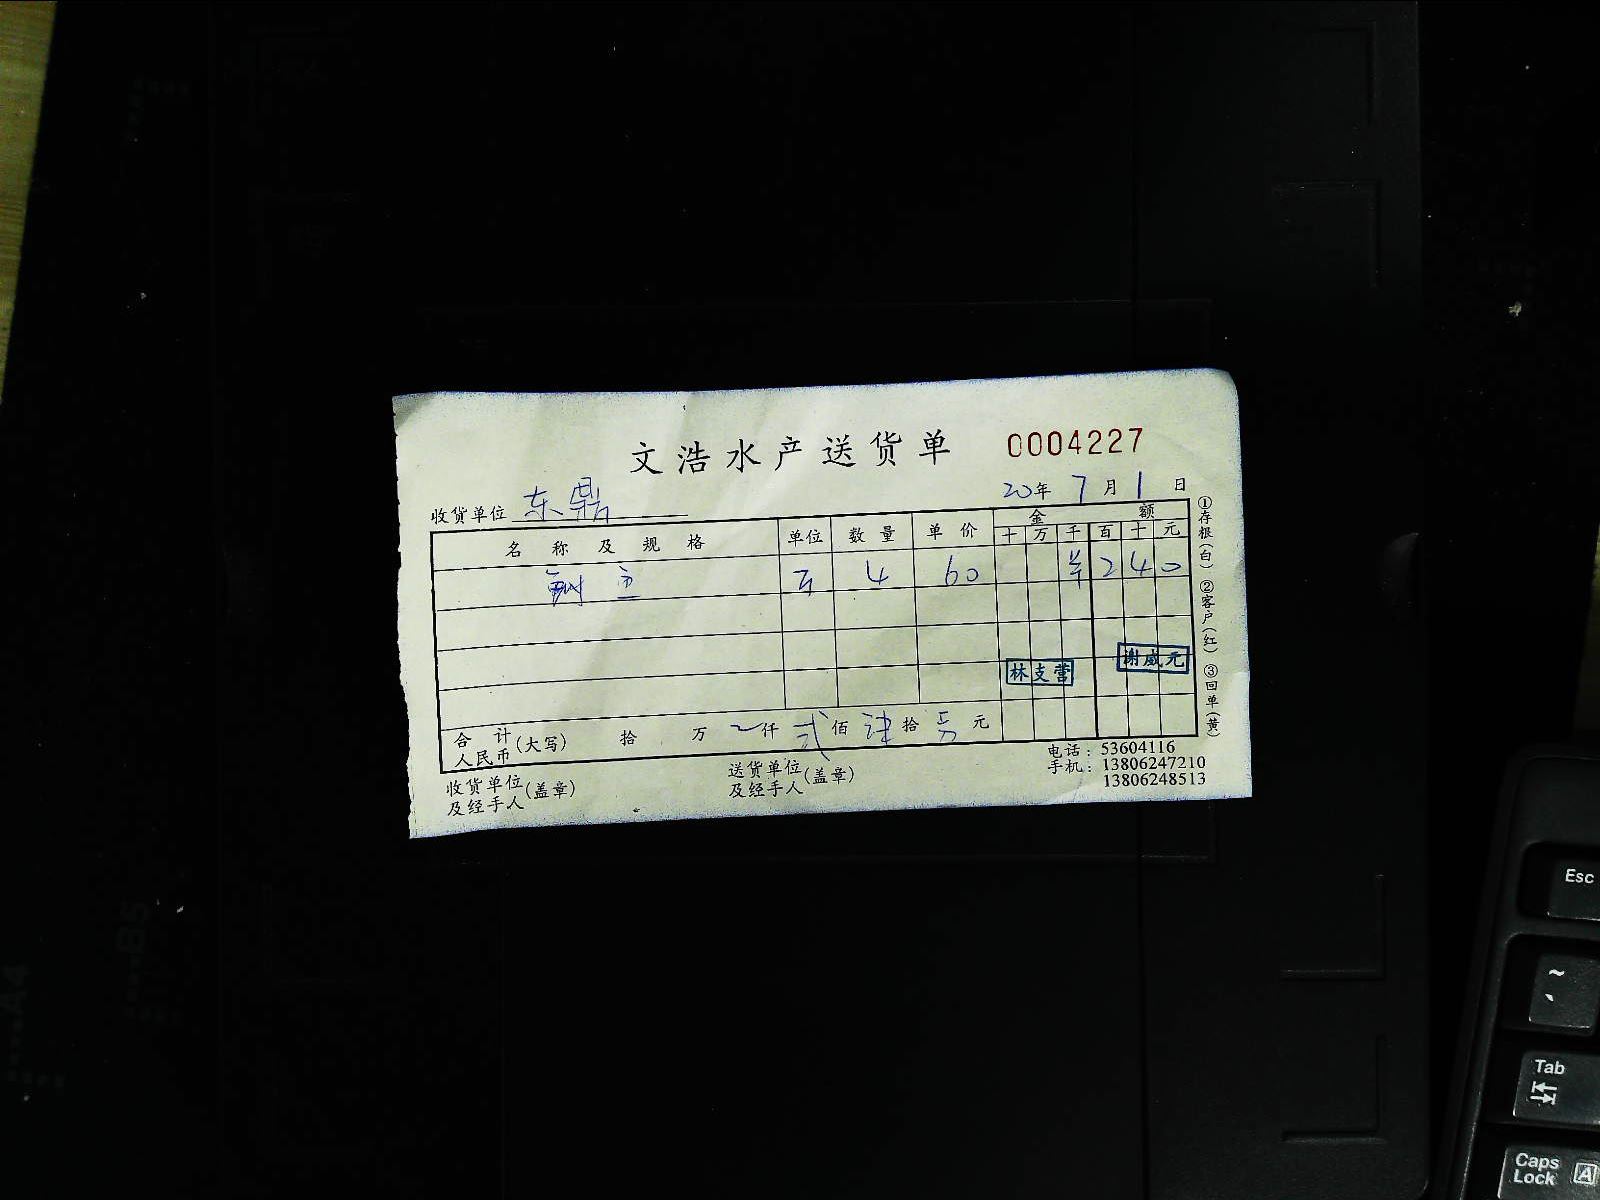 文浩水产送货单 0004227
收货单位 东鼎 20年7月1日
名称及规格 单位 数量 单价 金额
十 万 千 百 十 元
4 60 ¥ 2 4 0
林支营 谢威元
合计人民币(大写) 拾 万 仟 贰 佰 肆 拾 元
收货单位及经手人(盖章) 送货单位及经手人(盖章)
电话：53604116
手机：13806247210
13806248513
①存根(白) ②客户(红) ③回单(黄)
A4
B5
Esc
~
Tab
Caps Lock A